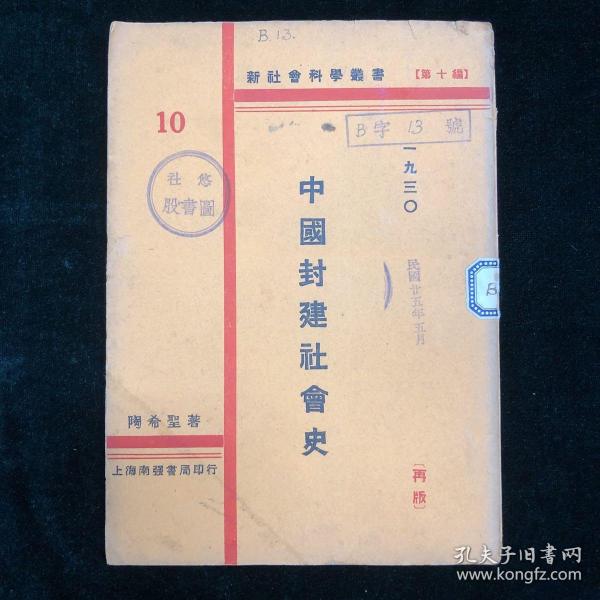 B.13.
新社會科學叢書
【第十編】
10
B字13號
悠
社
圖書股
一九三〇
中國封建社會史
民國廿五年五月
B
陶希聖著
上海南强書局印行
［再版］
孔夫子旧书网
www.kongfz.com